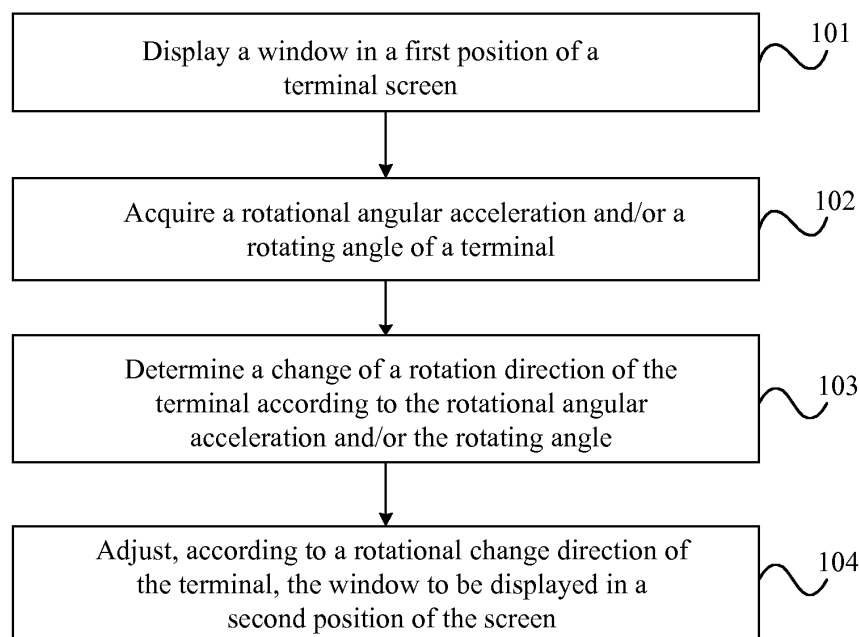 Display a window in a first position of a
terminal screen
101
Acquire a rotational angular acceleration and/or a
rotating angle of a terminal
102
Determine a change of a rotation direction of the
terminal according to the rotational angular
acceleration and/or the rotating angle
103
Adjust, according to a rotational change direction of
the terminal, the window to be displayed in a
second position of the screen
104